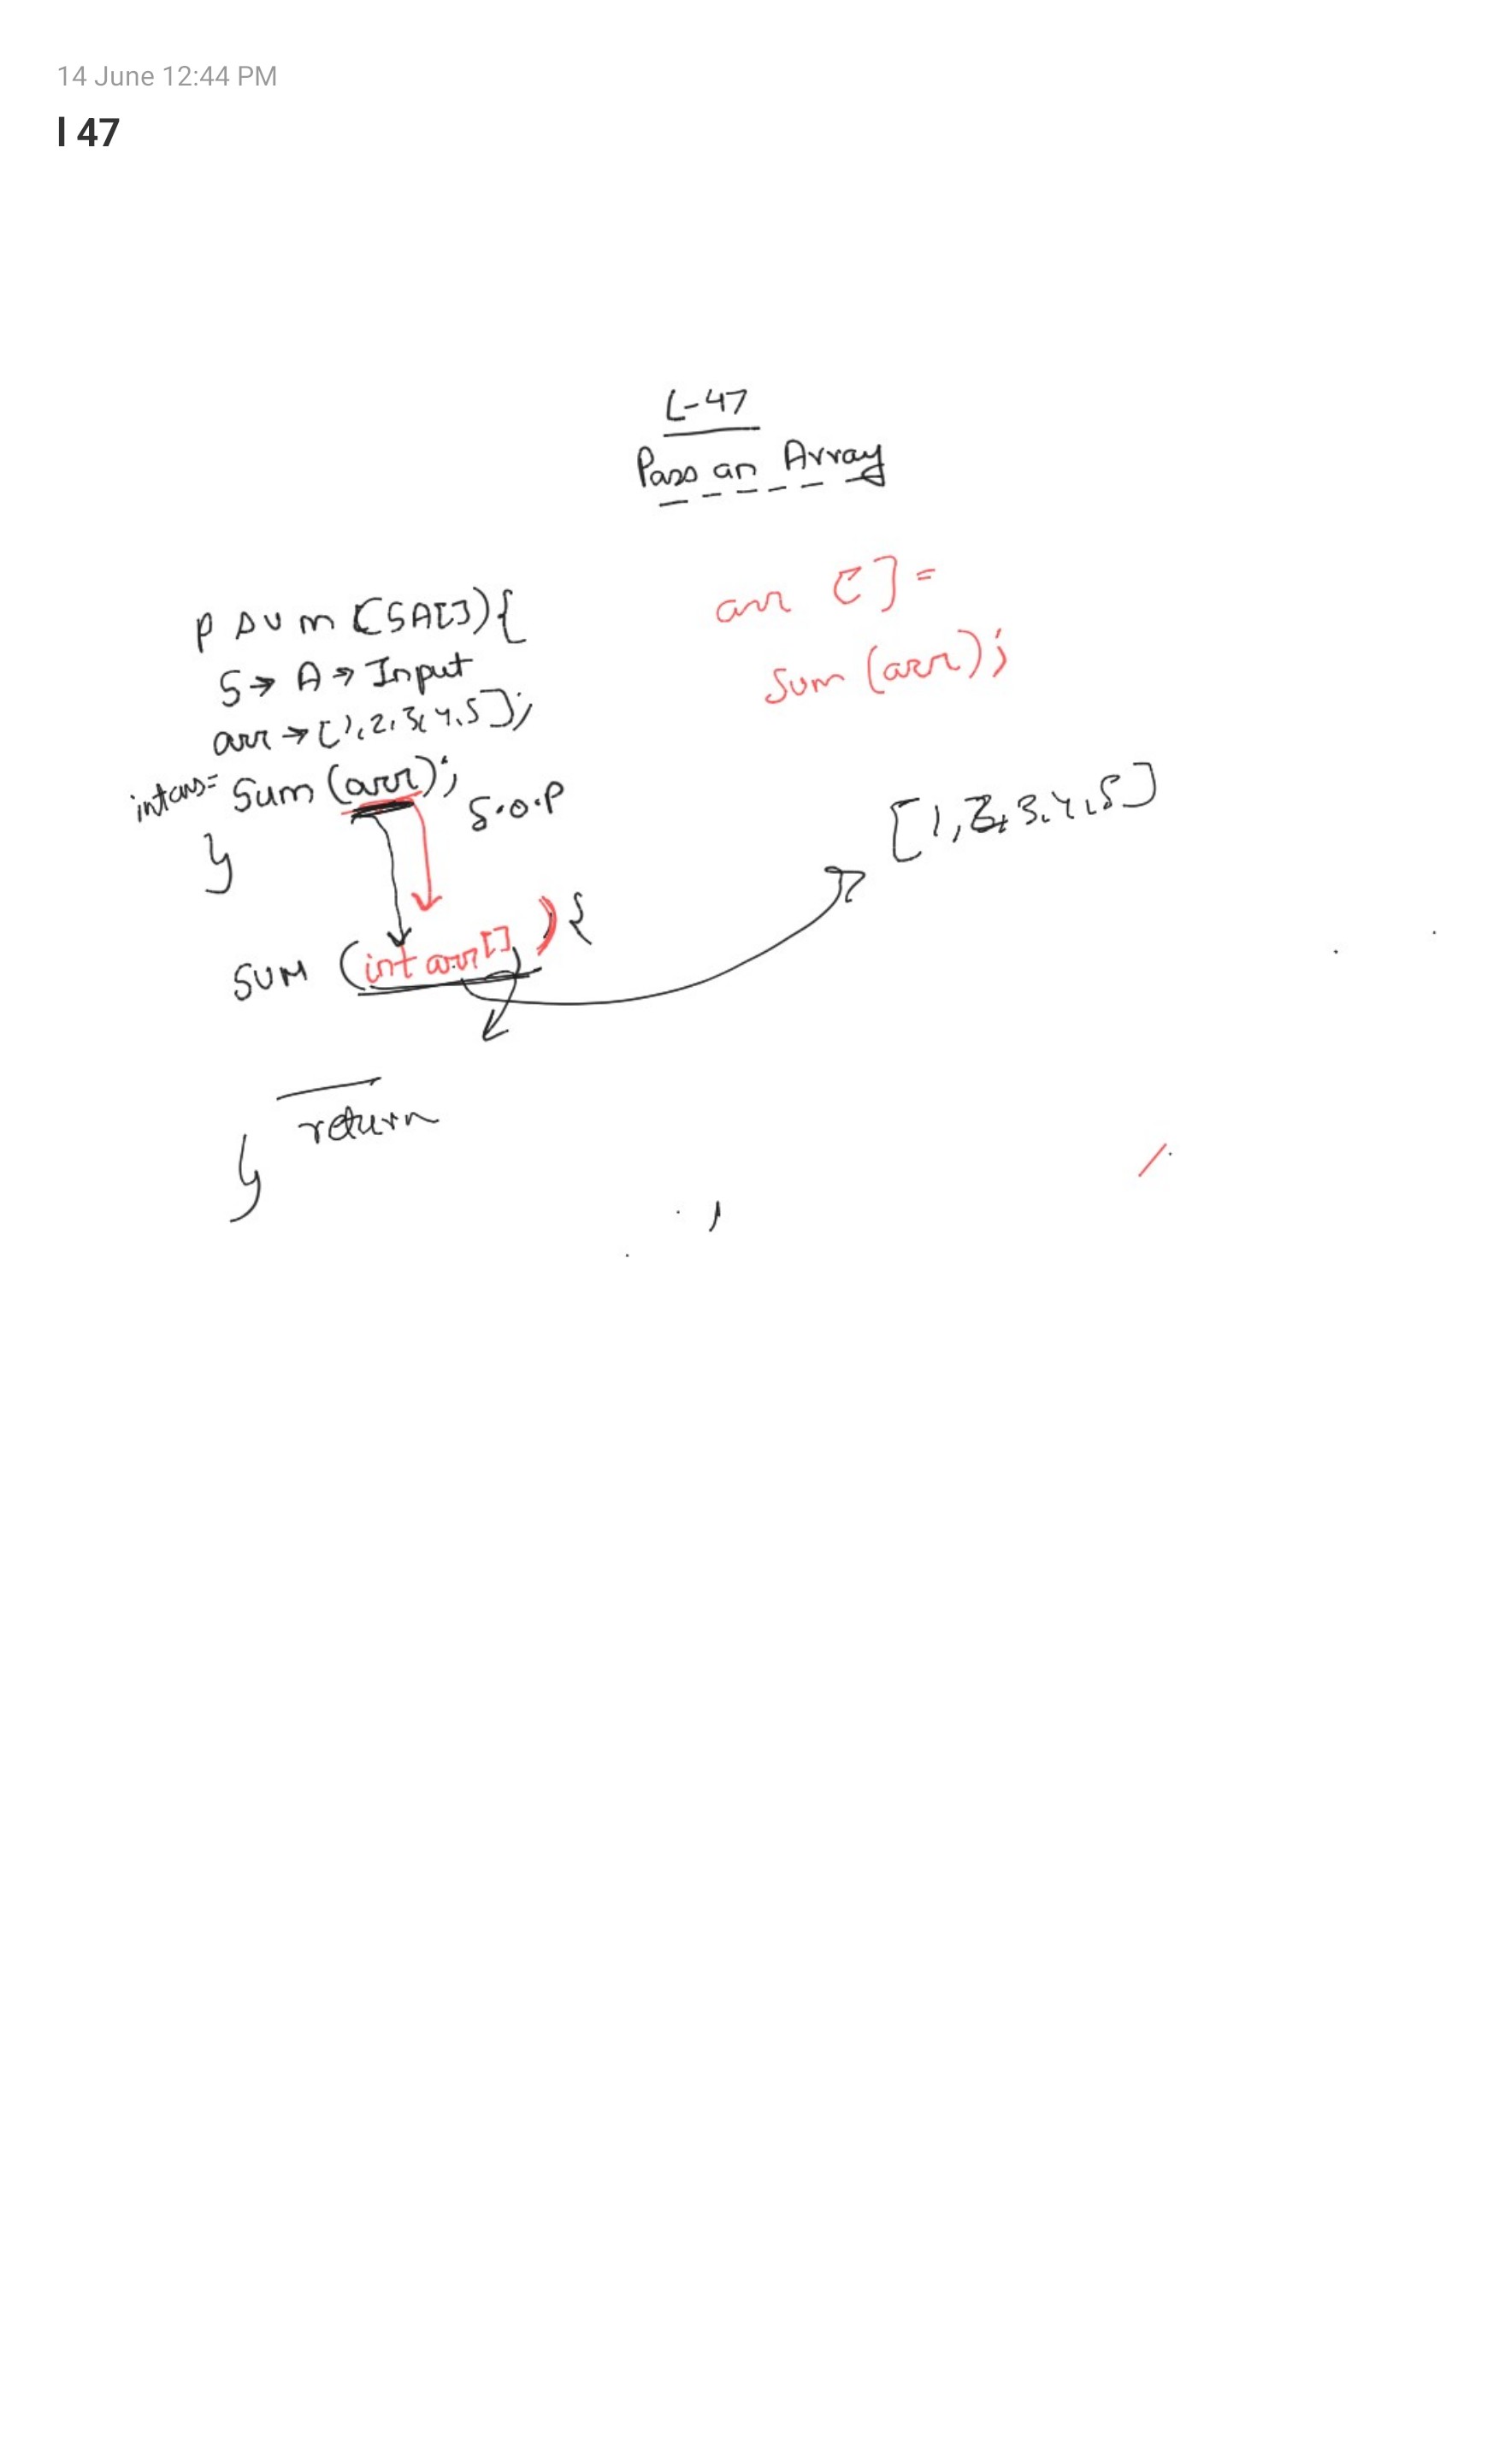 14 June 12:44 PM
l 47
L-47
Pass an Array
arr [] =
sum (arr);
P s u m (SA[]){
S → A → Input
arr → [1,2,3,4,5];
int ans= Sum (arr);
S.O.P
}
[1,2,3,4,5]
SUM (int arr[] ){
return
}